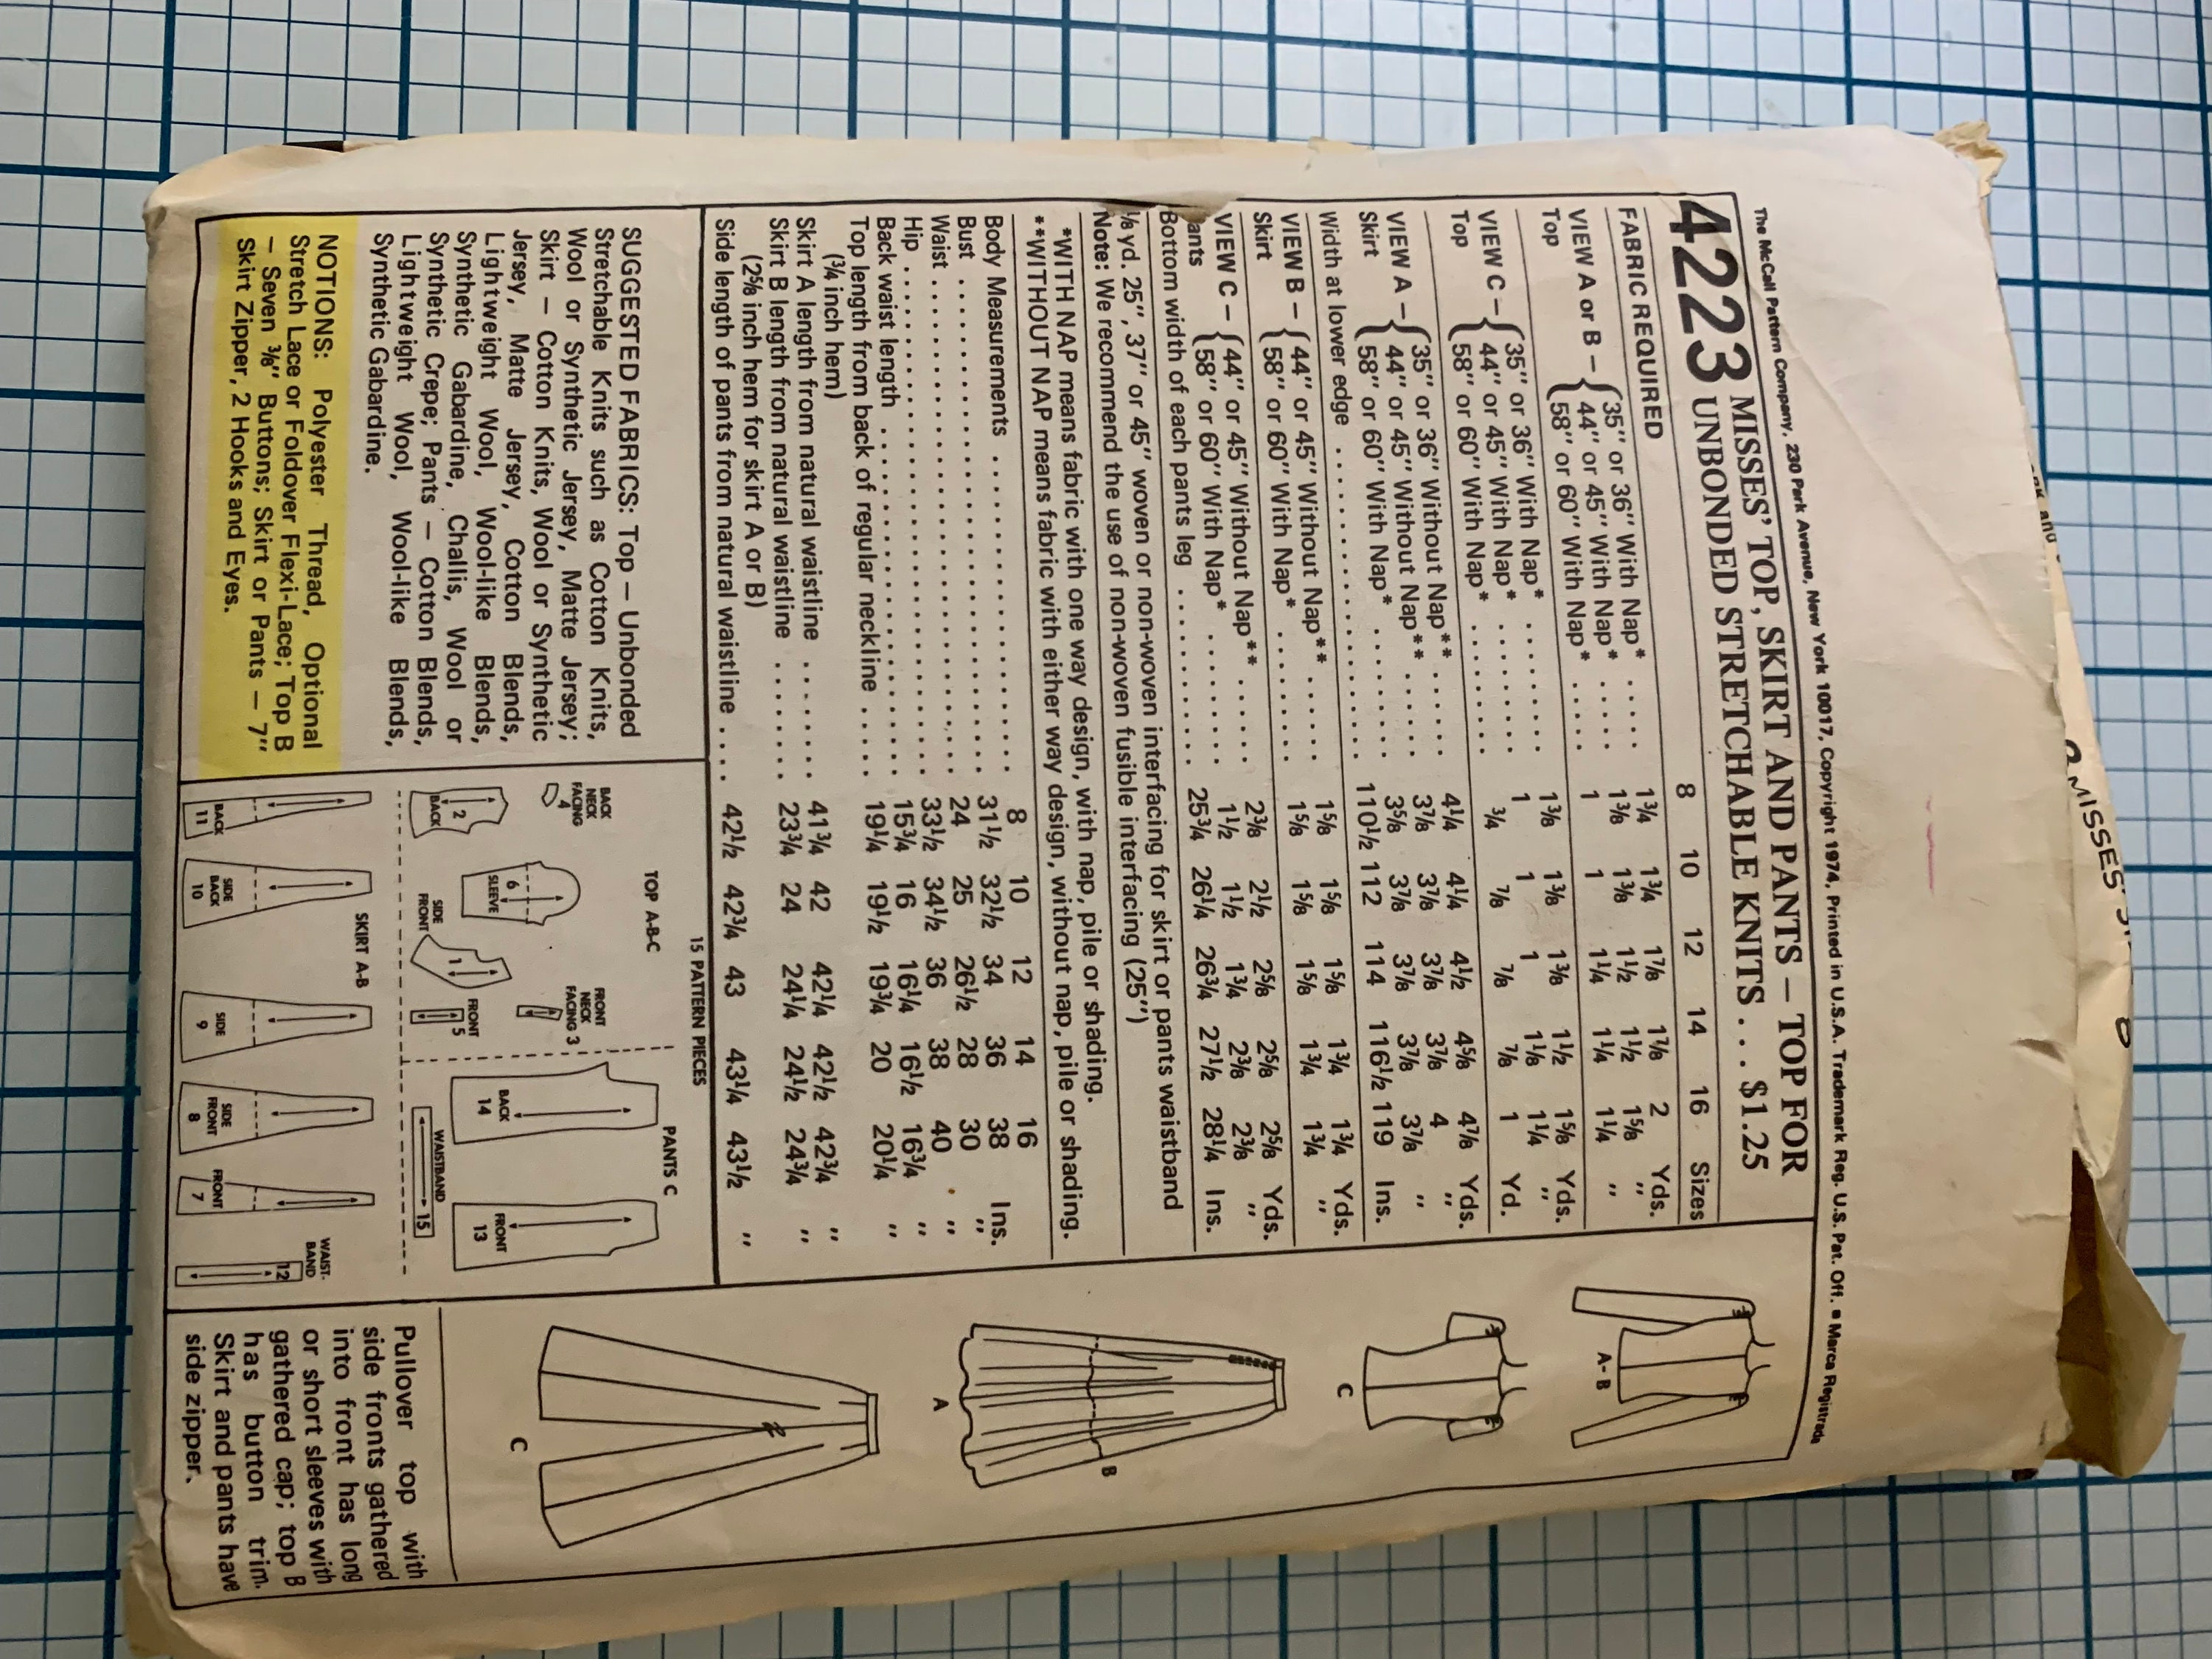 The McCall Pattern Company, 230 Park Avenue, New York 10017, Copyright 1974, Printed in U.S.A. Trademark Reg. U.S. Pat. Off. ■ Marca Registrada
4223 MISSES' TOP, SKIRT AND PANTS – TOP FOR
UNBONDED STRETCHABLE KNITS . . . $1.25
FABRIC REQUIRED 8 10 12 14 16 Sizes
VIEW A or B – { 35" or 36" With Nap* . . . . . 1¾ 1¾ 1⅞ 1⅞ 2 Yds.
44" or 45" With Nap* . . . . . 1⅜ 1⅜ 1½ 1½ 1⅝ "
Top 58" or 60" With Nap* . . . . . 1 1 1¼ 1¼ 1¼ "
VIEW C – { 35" or 36" With Nap* . . . . . . . . 1⅜ 1⅜ 1⅜ 1½ 1⅝ Yds.
44" or 45" With Nap* . . . . . . . . 1 1 1 1⅛ 1¼ "
Top 58" or 60" With Nap* . . . . . . . . ¾ ⅞ ⅞ ⅞ 1 Yd.
VIEW A – { 35" or 36" Without Nap** . . . . . . 4¼ 4¼ 4½ 4⅝ 4⅞ Yds.
44" or 45" Without Nap** . . . . . . 3⅞ 3⅞ 3⅞ 3⅞ 4 "
Skirt 58" or 60" With Nap* . . . . . . . . 3⅝ 3⅞ 3⅞ 3⅞ 3⅞ "
Width at lower edge . . . . . . . . . . . . . . . . . . 110½ 112 114 116½ 119 Ins.
VIEW B – { 44" or 45" Without Nap** . . . . . . 1⅝ 1⅝ 1⅝ 1¾ 1¾ Yds.
Skirt 58" or 60" With Nap* . . . . . . . . 1⅝ 1⅝ 1⅝ 1¾ 1¾ "
VIEW C – { 44" or 45" Without Nap** . . . . . . 2⅜ 2½ 2⅝ 2⅝ 2⅝ Yds.
ants 58" or 60" With Nap* . . . . . . . . 1½ 1½ 1¾ 2⅜ 2⅜ "
Bottom width of each pants leg . . . . . . . . . . . 25¾ 26¼ 26¾ 27½ 28¼ Ins.
⅛ yd. 25", 37" or 45" woven or non-woven interfacing for skirt or pants waistband
Note: We recommend the use of non-woven fusible interfacing (25")
*WITH NAP means fabric with one way design, with nap, pile or shading.
**WITHOUT NAP means fabric with either way design, without nap, pile or shading.
Body Measurements . . . . . . . . . . . . . . . . . . 8 10 12 14 16
Bust . . . . . . . . . . . . . . . . . . . . . . . 31½ 32½ 34 36 38 Ins.
Waist . . . . . . . . . . . . . . . . . . . . . . . 24 25 26½ 28 30 "
Hip . . . . . . . . . . . . . . . . . . . . . . . . 33½ 34½ 36 38 40 "
Back waist length . . . . . . . . . . . . . . . . . 15¾ 16 16¼ 16½ 16¾ "
Top length from back of regular neckline . . . . 19¼ 19½ 19¾ 20 20¼ "
(¾ inch hem)
Skirt A length from natural waistline . . . . . . 41¾ 42 42¼ 42½ 42¾ "
Skirt B length from natural waistline . . . . . . 23¾ 24 24¼ 24½ 24¾ "
(2⅝ inch hem for skirt A or B)
Side length of pants from natural waistline . . . . 42½ 42¾ 43 43¼ 43½ "
SUGGESTED FABRICS: Top – Unbonded
Stretchable Knits such as Cotton Knits,
Wool or Synthetic Jersey, Matte Jersey;
Skirt – Cotton Knits, Wool or Synthetic
Jersey, Matte Jersey, Cotton Blends,
Lightweight Wool, Wool-like Blends,
Synthetic Gabardine, Challis, Wool or
Synthetic Crepe; Pants – Cotton Blends,
Lightweight Wool, Wool-like Blends,
Synthetic Gabardine.
NOTIONS: Polyester Thread, Optional
Stretch Lace or Foldover Flexi-Lace; Top B
– Seven ⅜" Buttons; Skirt or Pants – 7"
Skirt Zipper, 2 Hooks and Eyes.
15 PATTERN PIECES
TOP A-B-C
BACK NECK FACING 4
2 BACK
6 SLEEVE
SIDE FRONT 1
FRONT NECK FACING 3
FRONT 5
PANTS C
BACK 14
FRONT 13
WAISTBAND 15
SKIRT A-B
BACK 11
SIDE BACK 10
SIDE 9
SIDE FRONT 8
FRONT 7
WAIST-BAND 12
A-B
C
A
B
C
Pullover top with
side fronts gathered
into front has long
or short sleeves with
gathered cap; top B
has button trim.
Skirt and pants have
side zipper.
MISSES'